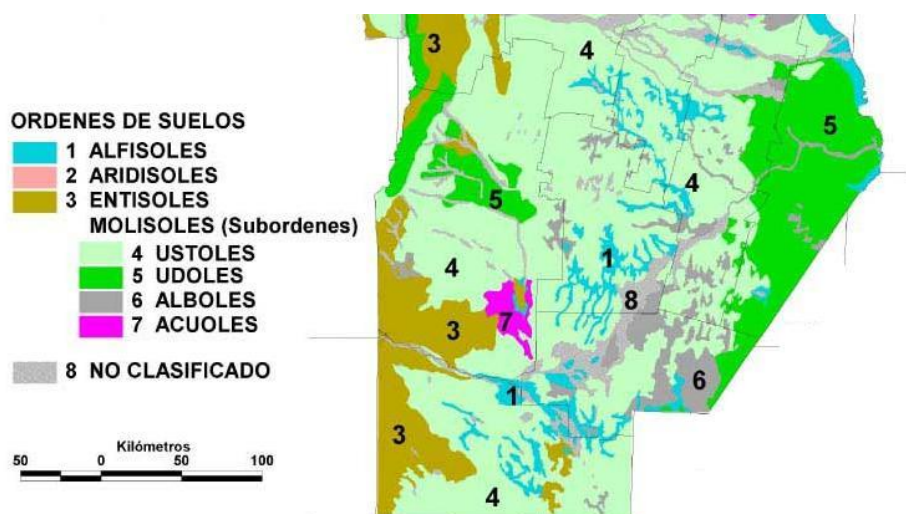 ORDENES DE SUELOS
1 ALFISOLES
2 ARIDISOLES
3 ENTISOLES
MOLISOLES (Subordenes)
4 USTOLES
5 UDOLES
6 ALBOLES
7 ACUOLES
8 NO CLASIFICADO
Kilómetros
50 0 50 100
3
4
5
4
5
1
4
8
7
3
1
6
3
4